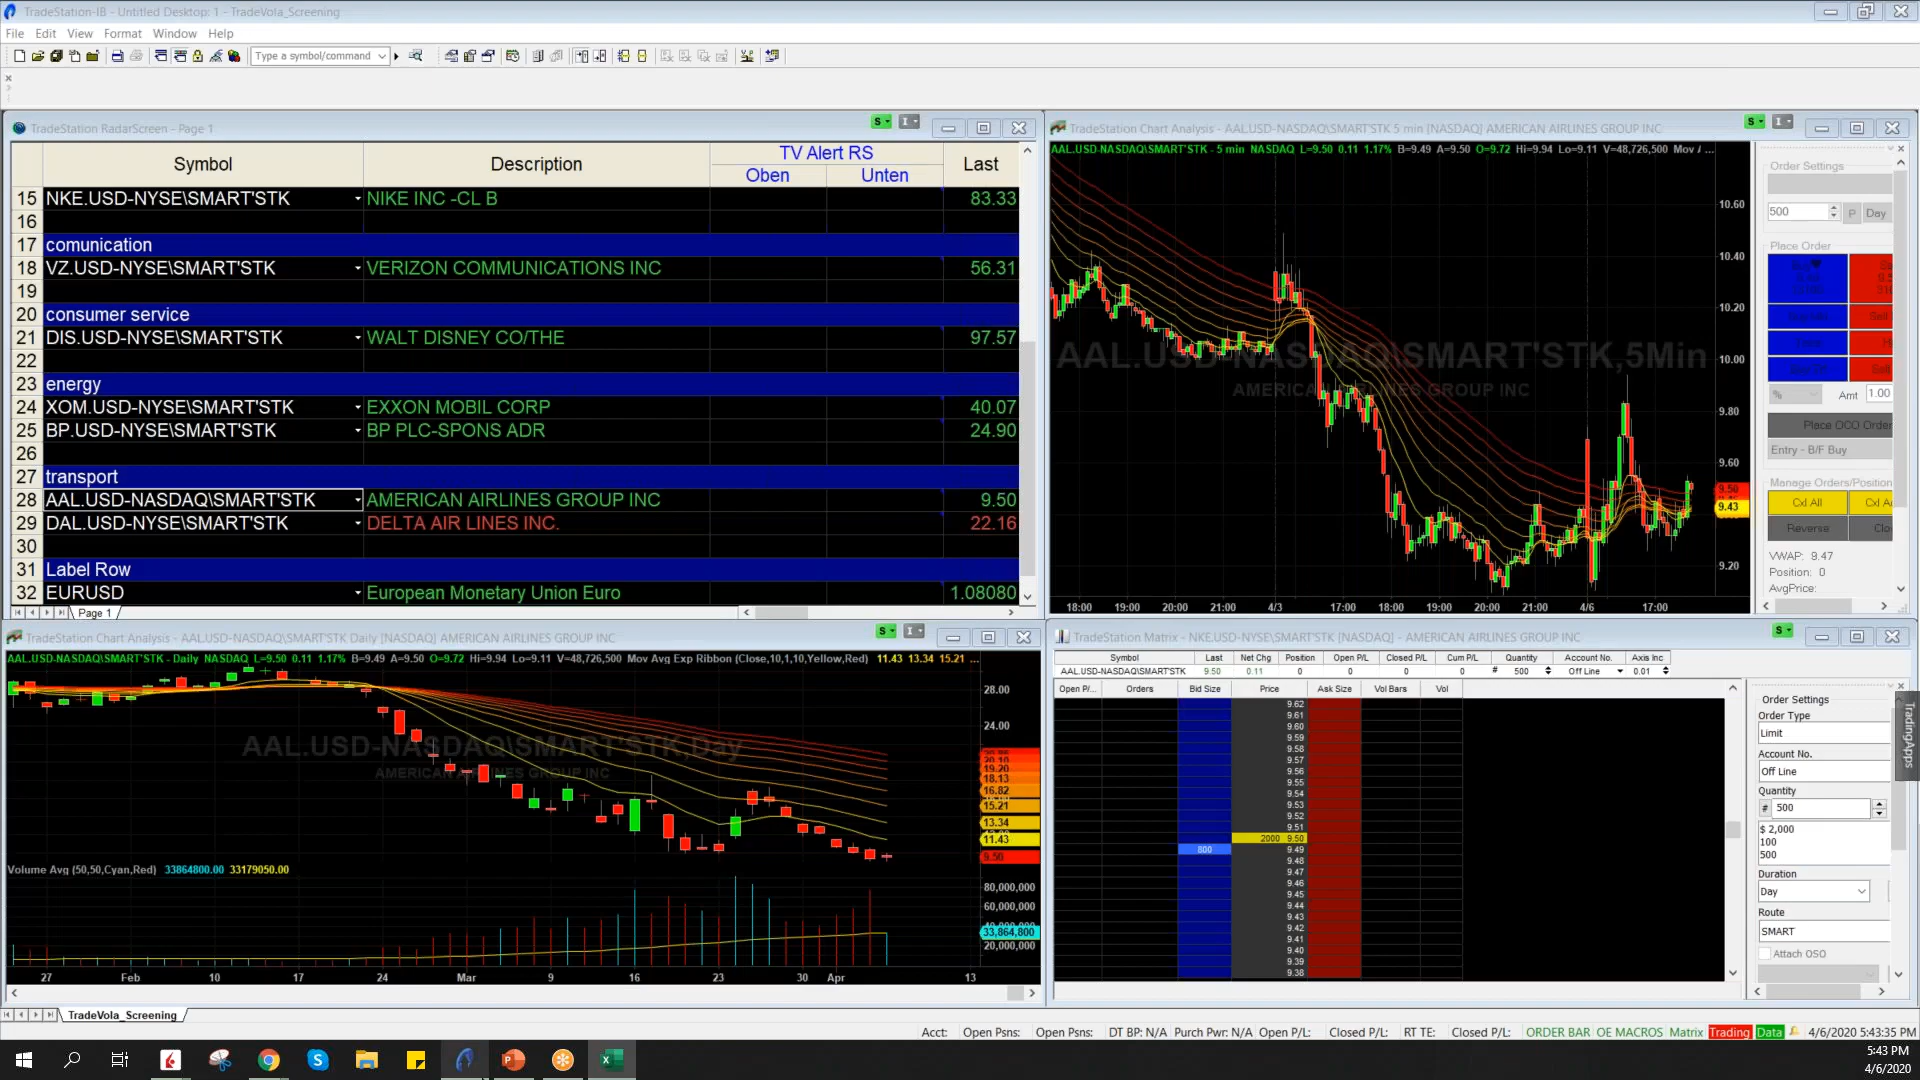 TradeStation-IB - Untitled Desktop: 1 - TradeVola_Screening
File Edit View Format Window Help
Type a symbol/command
TradeStation RadarScreen - Page 1
Symbol Description TV Alert RS Last
Oben Unten
15 NKE.USD-NYSE\SMART'STK NIKE INC -CL B 83.33
16
17 comunication
18 VZ.USD-NYSE\SMART'STK VERIZON COMMUNICATIONS INC 56.31
19
20 consumer service
21 DIS.USD-NYSE\SMART'STK WALT DISNEY CO/THE 97.57
22
23 energy
24 XOM.USD-NYSE\SMART'STK EXXON MOBIL CORP 40.07
25 BP.USD-NYSE\SMART'STK BP PLC-SPONS ADR 24.90
26
27 transport
28 AAL.USD-NASDAQ\SMART'STK AMERICAN AIRLINES GROUP INC 9.50
29 DAL.USD-NYSE\SMART'STK DELTA AIR LINES INC. 22.16
30
31 Label Row
32 EURUSD European Monetary Union Euro 1.08080
Page 1
TradeStation Chart Analysis - AAL.USD-NASDAQ\SMART'STK 5 min [NASDAQ] AMERICAN AIRLINES GROUP INC
AAL.USD-NASDAQ\SMART'STK - 5 min NASDAQ L=9.50 0.11 1.17% B=9.49 A=9.50 O=9.72 Hi=9.94 Lo=9.11 V=48,726,500 Mov / ...
AAL.USD-NASDAQ\SMART'STK,5Min
AMERICAN AIRLINES GROUP INC
10.60
10.40
10.20
10.00
9.80
9.60
9.50
9.43
9.20
18:00 19:00 20:00 21:00 4/3 17:00 18:00 19:00 20:00 21:00 4/6 17:00
Order Settings
500 P Day
Place Order
Sell
% Amt 1.00
Place OCO Order
Entry - B/F Buy
Manage Orders/Position
Cxl All
Reverse Clo
VWAP: 9.47
Position: 0
AvgPrice:
TradeStation Chart Analysis - AAL.USD-NASDAQ\SMART'STK Daily [NASDAQ] AMERICAN AIRLINES GROUP INC
AAL.USD-NASDAQ\SMART'STK - Daily NASDAQ L=9.50 0.11 1.17% B=9.49 A=9.50 O=9.72 Hi=9.94 Lo=9.11 V=48,726,500 Mov Avg Exp Ribbon (Close,10,1,10,Yellow,Red) 11.43 13.34 15.21 ...
AAL.USD-NASDAQ\SMART'STK,Day
AMERICAN AIRLINES GROUP INC
28.00
24.00
19.20
18.13
16.82
15.21
13.34
11.43
9.50
Volume Avg (50,50,Cyan,Red) 33864800.00 33179050.00
80,000,000
60,000,000
33,864,800
20,000,000
27 Feb 10 17 24 Mar 9 16 23 30 Apr 13
TradeStation Matrix - NKE.USD-NYSE\SMART'STK [NASDAQ] - AMERICAN AIRLINES GROUP INC
Symbol Last Net Chg Position Open P/L Closed P/L Cum P/L Quantity Account No. Axis Inc
AAL.USD-NASDAQ\SMART'STK 9.50 0.11 0 0 0 0 # 500 Off Line 0.01
Open P/... Orders Bid Size Price Ask Size Vol Bars Vol
9.62
9.61
9.60
9.59
9.58
9.57
9.56
9.55
9.54
9.53
9.52
9.51
2000 9.50
800 9.49
9.48
9.47
9.46
9.45
9.44
9.43
9.42
9.41
9.40
9.39
9.38
Order Settings
Order Type
Limit
Account No.
Off Line
Quantity
# 500
$ 2,000
100
500
Duration
Day
Route
SMART
Attach OSO
TradingApps
TradeVola_Screening
Acct: Open Psns: Open Psns: DT BP: N/A Purch Pwr: N/A Open P/L: Closed P/L: RT TE: Closed P/L: ORDER BAR OE MACROS Matrix Trading Data 4/6/2020 5:43:35 PM
5:43 PM
4/6/2020